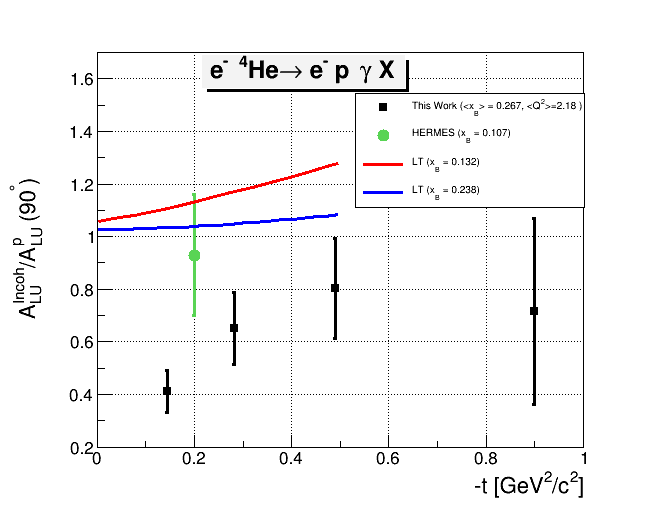 e⁻ ⁴He→ e⁻ p γ X
This Work (<x_B> = 0.267, <Q²>=2.18 )
HERMES (x_B = 0.107)
LT (x_B = 0.132)
LT (x_B = 0.238)
A_LU^Incoh/A_LU^p (90°)
1.6
1.4
1.2
1
0.8
0.6
0.4
0.2
0 0.2 0.4 0.6 0.8 1
-t [GeV²/c²]